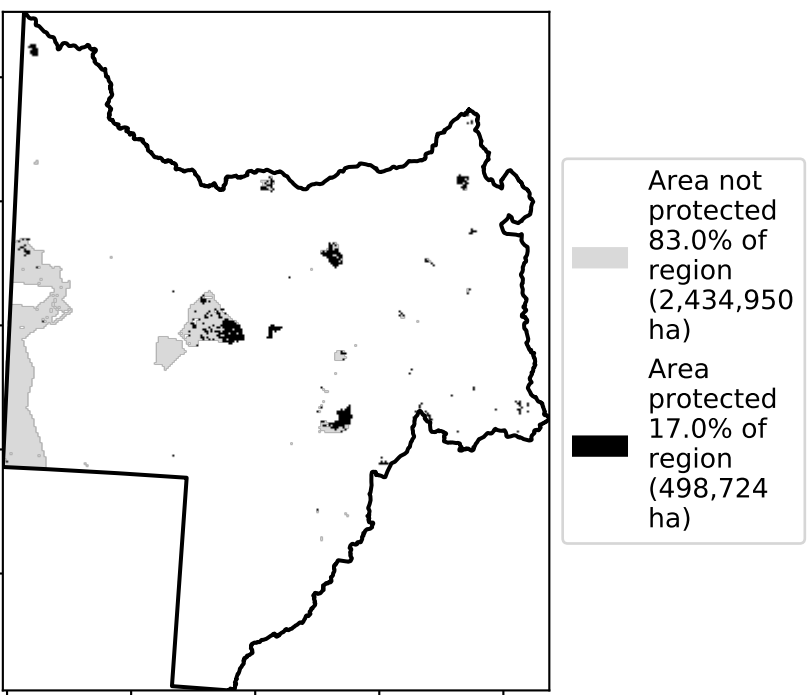 Area not
protected
83.0% of
region
(2,434,950
ha)
Area
protected
17.0% of
region
(498,724
ha)